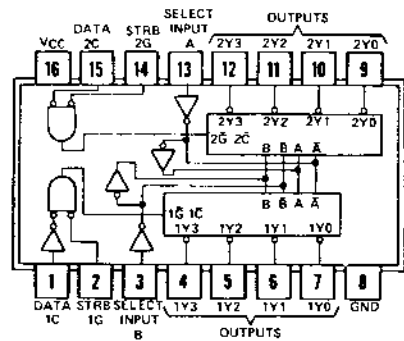 DATA 2C
STRB 2G
SELECT INPUT A
OUTPUTS
VCC
2Y3 2Y2 2Y1 2Y0
16 15 14 13 12 11 10 9
2Y3 2Y2 2Y1 2Y0
2G̅ 2C̅
B B̅ A A̅
B B̅ A A̅
1G̅ 1C̅
1Y3 1Y2 1Y1 1Y0
1 2 3 4 5 6 7 8
DATA 1C
STRB 1G
SELECT INPUT B
1Y3 1Y2 1Y1 1Y0
OUTPUTS
GND